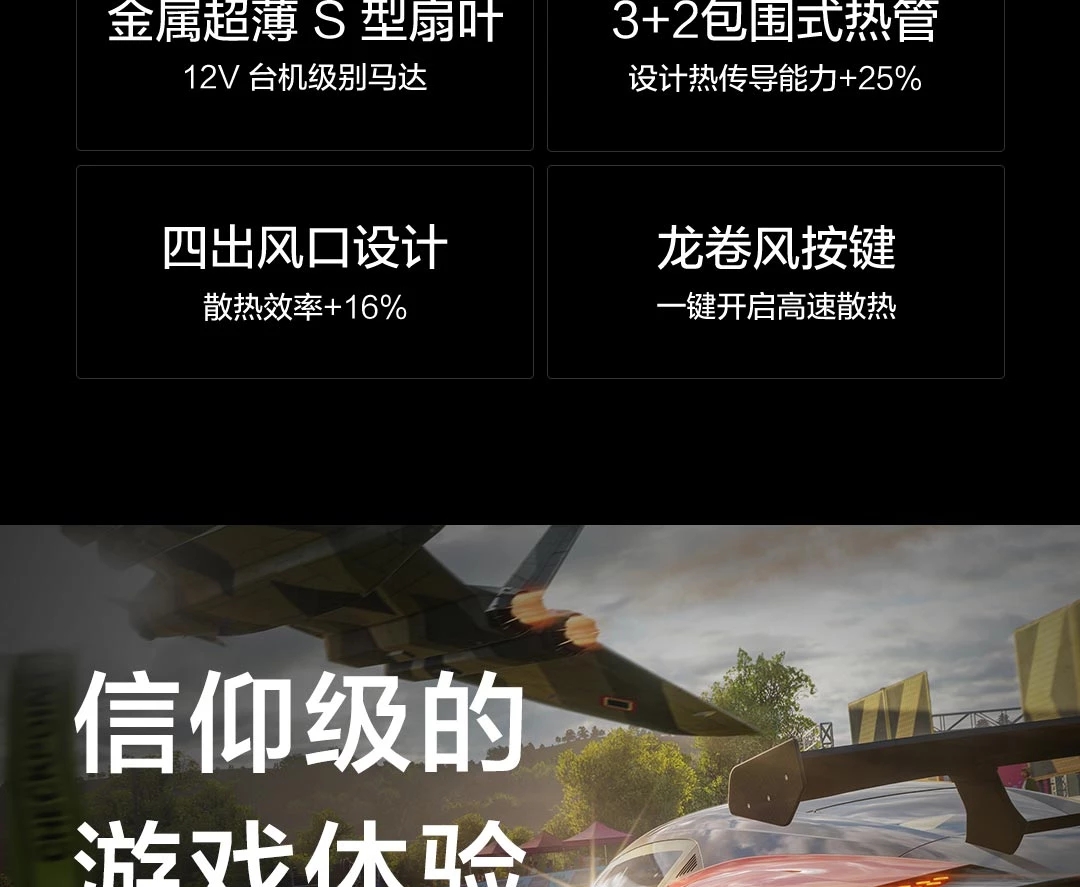 金属超薄 S 型扇叶
12V 台机级别马达
3+2包围式热管
设计热传导能力+25%
四出风口设计
散热效率+16%
龙卷风按键
一键开启高速散热
信仰级的
游戏体验